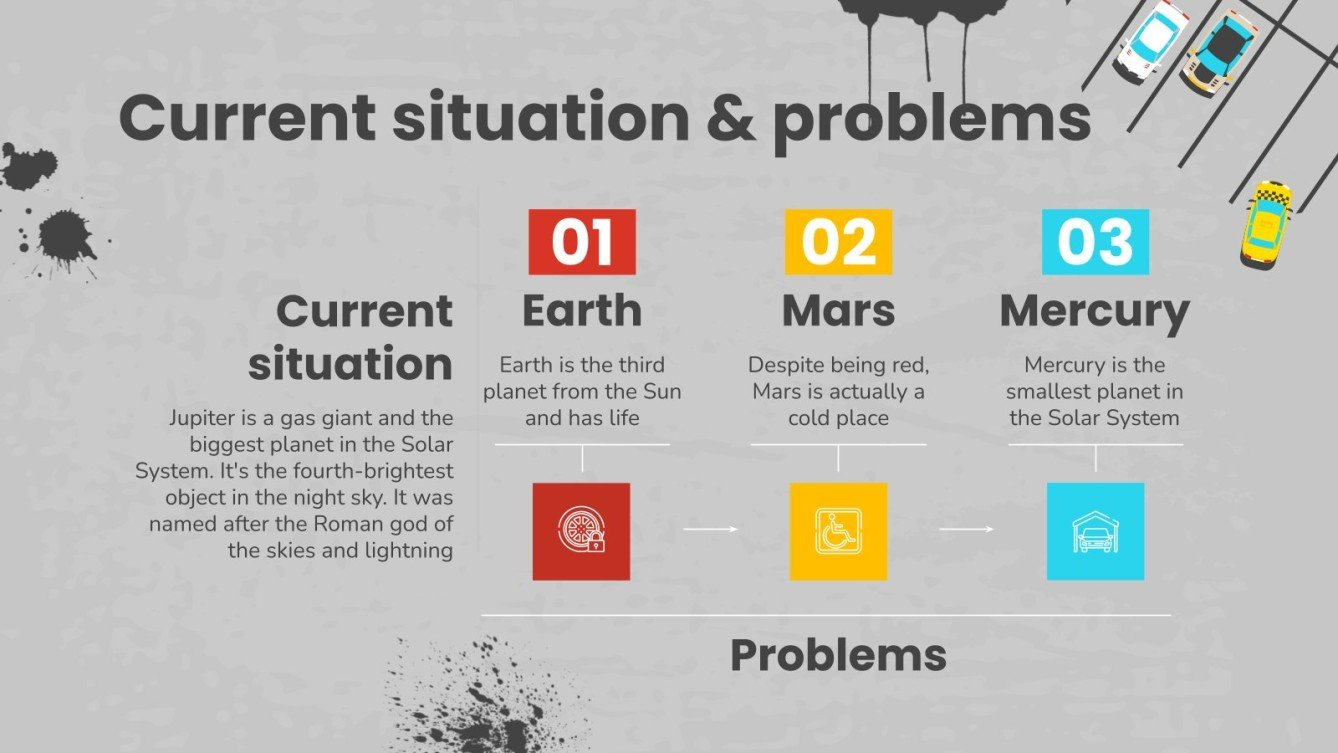 Current situation & problems
Current
situation
Jupiter is a gas giant and the
biggest planet in the Solar
System. It's the fourth-brightest
object in the night sky. It was
named after the Roman god of
the skies and lightning
01
Earth
Earth is the third
planet from the Sun
and has life
02
Mars
Despite being red,
Mars is actually a
cold place
03
Mercury
Mercury is the
smallest planet in
the Solar System
Problems